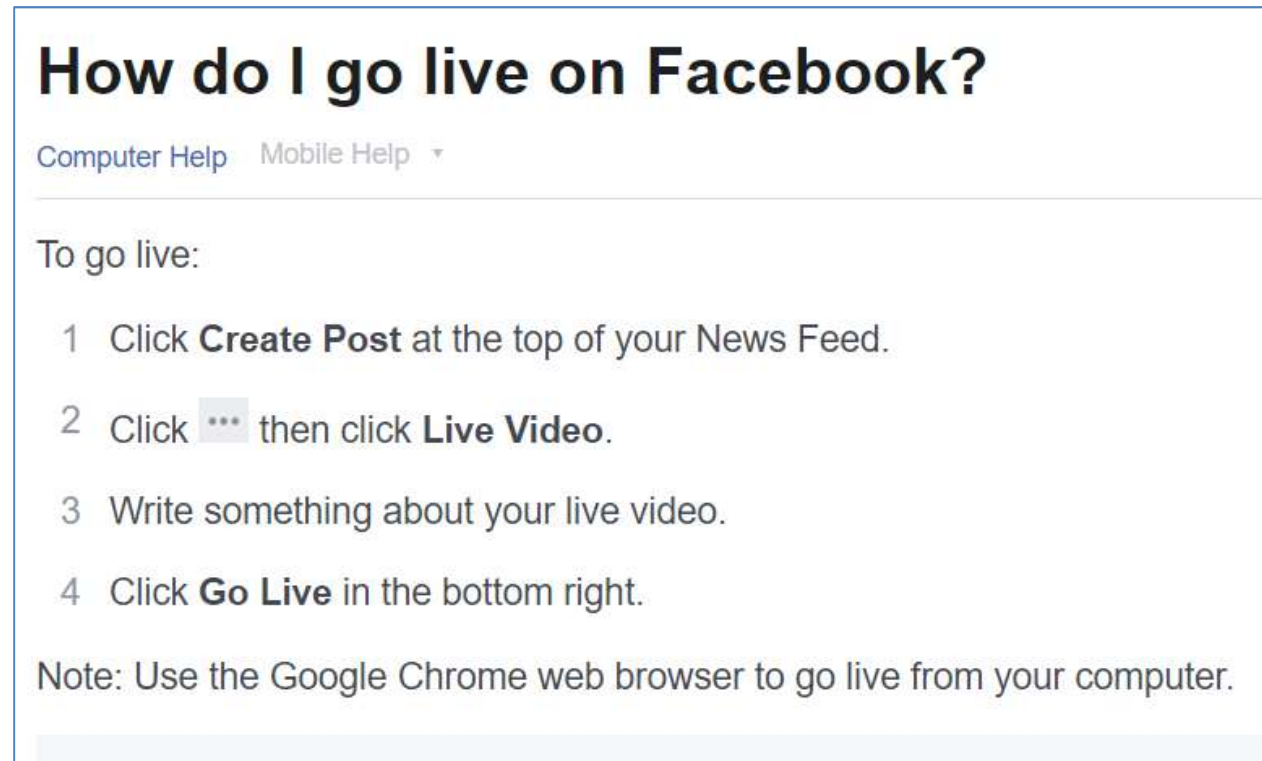 How do I go live on Facebook?
Computer Help Mobile Help
To go live:
1 Click Create Post at the top of your News Feed.
2 Click ••• then click Live Video.
3 Write something about your live video.
4 Click Go Live in the bottom right.
Note: Use the Google Chrome web browser to go live from your computer.